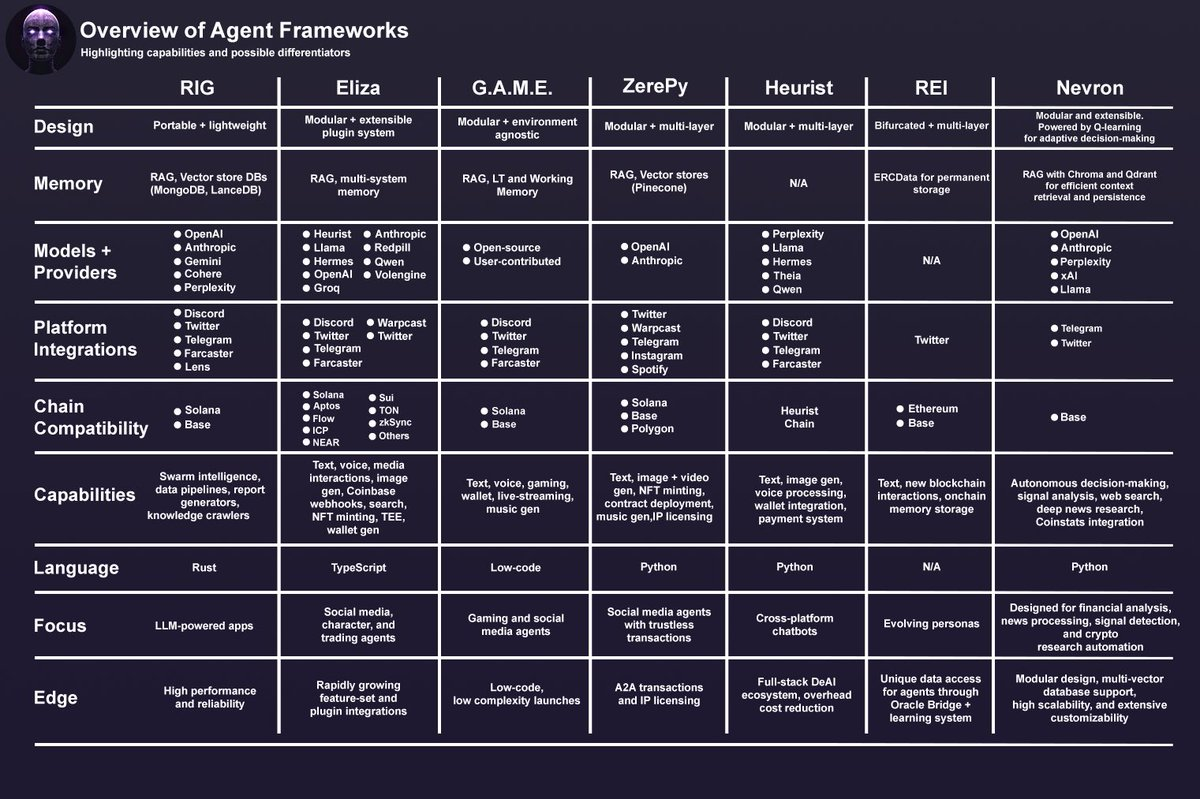 Overview of Agent Frameworks
Highlighting capabilities and possible differentiators
RIG
Eliza
G.A.M.E.
ZerePy
Heurist
REI
Nevron
Design
Portable + lightweight
Modular + extensible
plugin system
Modular + environment
agnostic
Modular + multi-layer
Modular + multi-layer
Bifurcated + multi-layer
Modular and extensible.
Powered by Q-learning
for adaptive decision-making
Memory
RAG, Vector store DBs
(MongoDB, LanceDB)
RAG, multi-system
memory
RAG, LT and Working
Memory
RAG, Vector stores
(Pinecone)
N/A
ERCData for permanent
storage
RAG with Chroma and Qdrant
for efficient context
retrieval and persistence
Models +
Providers
OpenAI
Anthropic
Gemini
Cohere
Perplexity
Heurist
Llama
Hermes
OpenAI
Groq
Anthropic
Redpill
Qwen
Volengine
Open-source
User-contributed
OpenAI
Anthropic
Perplexity
Llama
Hermes
Theia
Qwen
N/A
OpenAI
Anthropic
Perplexity
xAI
Llama
Platform
Integrations
Discord
Twitter
Telegram
Farcaster
Lens
Discord
Twitter
Telegram
Farcaster
Warpcast
Twitter
Discord
Twitter
Telegram
Farcaster
Twitter
Warpcast
Telegram
Instagram
Spotify
Discord
Twitter
Telegram
Farcaster
Twitter
Telegram
Twitter
Chain
Compatibility
Solana
Base
Solana
Aptos
Flow
ICP
NEAR
Sui
TON
zkSync
Others
Solana
Base
Solana
Base
Polygon
Heurist
Chain
Ethereum
Base
Base
Capabilities
Swarm intelligence,
data pipelines, report
generators,
knowledge crawlers
Text, voice, media
interactions, image
gen, Coinbase
webhooks, search,
NFT minting, TEE,
wallet gen
Text, voice, gaming,
wallet, live-streaming,
music gen
Text, image + video
gen, NFT minting,
contract deployment,
music gen,IP licensing
Text, image gen,
voice processing,
wallet integration,
payment system
Text, new blockchain
interactions, onchain
memory storage
Autonomous decision-making,
signal analysis, web search,
deep news research,
Coinstats integration
Language
Rust
TypeScript
Low-code
Python
Python
N/A
Python
Focus
LLM-powered apps
Social media,
character, and
trading agents
Gaming and social
media agents
Social media agents
with trustless
transactions
Cross-platform
chatbots
Evolving personas
Designed for financial analysis,
news processing, signal detection,
and crypto
research automation
Edge
High performance
and reliability
Rapidly growing
feature-set and
plugin integrations
Low-code,
low complexity launches
A2A transactions
and IP licensing
Full-stack DeAI
ecosystem, overhead
cost reduction
Unique data access
for agents through
Oracle Bridge +
learning system
Modular design, multi-vector
database support,
high scalability, and extensive
customizability